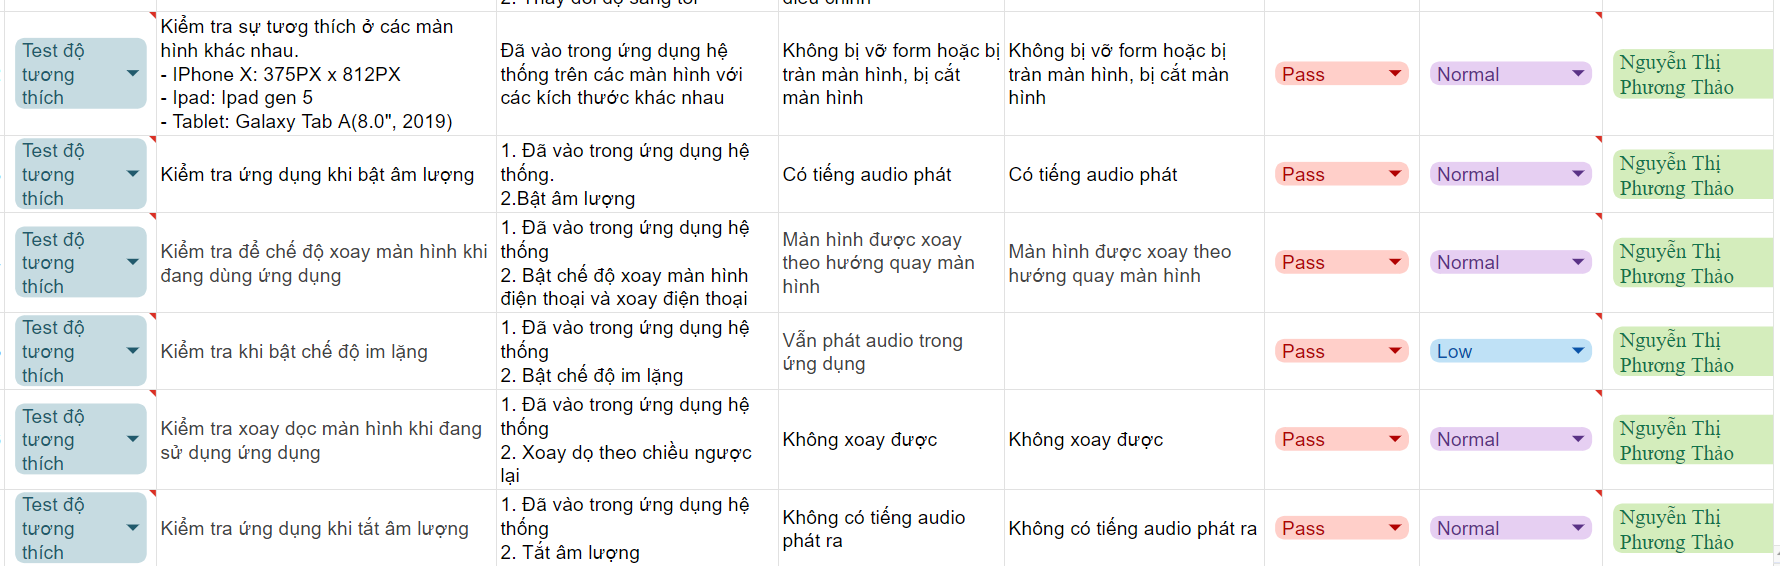 2. Thay đổi độ sáng tối
điều chỉnh
Test độ
tương
thích
Kiểm tra sự tươg thích ở các màn
hình khác nhau.
- IPhone X: 375PX x 812PX
- Ipad: Ipad gen 5
- Tablet: Galaxy Tab A(8.0", 2019)
Đã vào trong ứng dụng hệ
thống trên các màn hình với
các kích thước khác nhau
Không bị vỡ form hoặc bị
tràn màn hình, bị cắt
màn hình
Không bị vỡ form hoặc bị
tràn màn hình, bị cắt màn
hình
Pass
Normal
Nguyễn Thị
Phương Thảo
Test độ
tương
thích
Kiểm tra ứng dụng khi bật âm lượng
1. Đã vào trong ứng dụng hệ
thống.
2.Bật âm lượng
Có tiếng audio phát
Có tiếng audio phát
Pass
Normal
Nguyễn Thị
Phương Thảo
Test độ
tương
thích
Kiểm tra để chế độ xoay màn hình khi
đang dùng ứng dụng
1. Đã vào trong ứng dụng hệ
thống
2. Bật chế độ xoay màn hình
điện thoại và xoay điện thoại
Màn hình được xoay
theo hướng quay màn
hình
Màn hình được xoay theo
hướng quay màn hình
Pass
Normal
Nguyễn Thị
Phương Thảo
Test độ
tương
thích
Kiểm tra khi bật chế độ im lặng
1. Đã vào trong ứng dụng hệ
thống
2. Bật chế độ im lặng
Vẫn phát audio trong
ứng dụng
Pass
Low
Nguyễn Thị
Phương Thảo
Test độ
tương
thích
Kiểm tra xoay dọc màn hình khi đang
sử dụng ứng dụng
1. Đã vào trong ứng dụng hệ
thống
2. Xoay dọ theo chiều ngược
lại
Không xoay được
Không xoay được
Pass
Normal
Nguyễn Thị
Phương Thảo
Test độ
tương
thích
Kiểm tra ứng dụng khi tắt âm lượng
1. Đã vào trong ứng dụng hệ
thống
2. Tắt âm lượng
Không có tiếng audio
phát ra
Không có tiếng audio phát ra
Pass
Normal
Nguyễn Thị
Phương Thảo